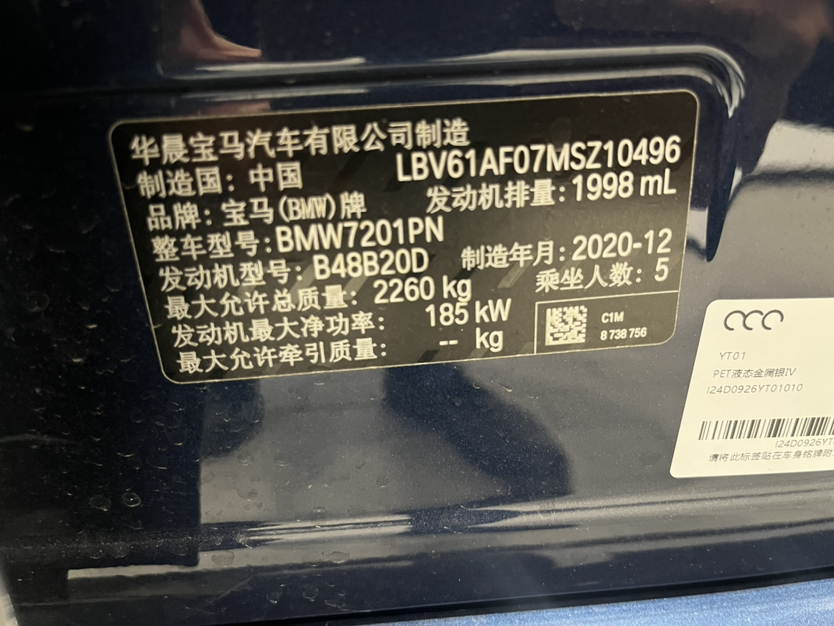 华晨宝马汽车有限公司制造
制造国：中国 LBV61AF07MSZ10496
品牌：宝马(BMW)牌 发动机排量：1998 mL
整车型号：BMW7201PN
发动机型号：B48B20D 制造年月：2020-12
最大允许总质量：2260 kg 乘坐人数：5
发动机最大净功率：185 kW
最大允许牵引质量：-- kg
C1M
8 738 756
YT01
PET液态金属银IV
I24D0926YT01010
I24D0926YT
请将此标签贴在车身铭牌附